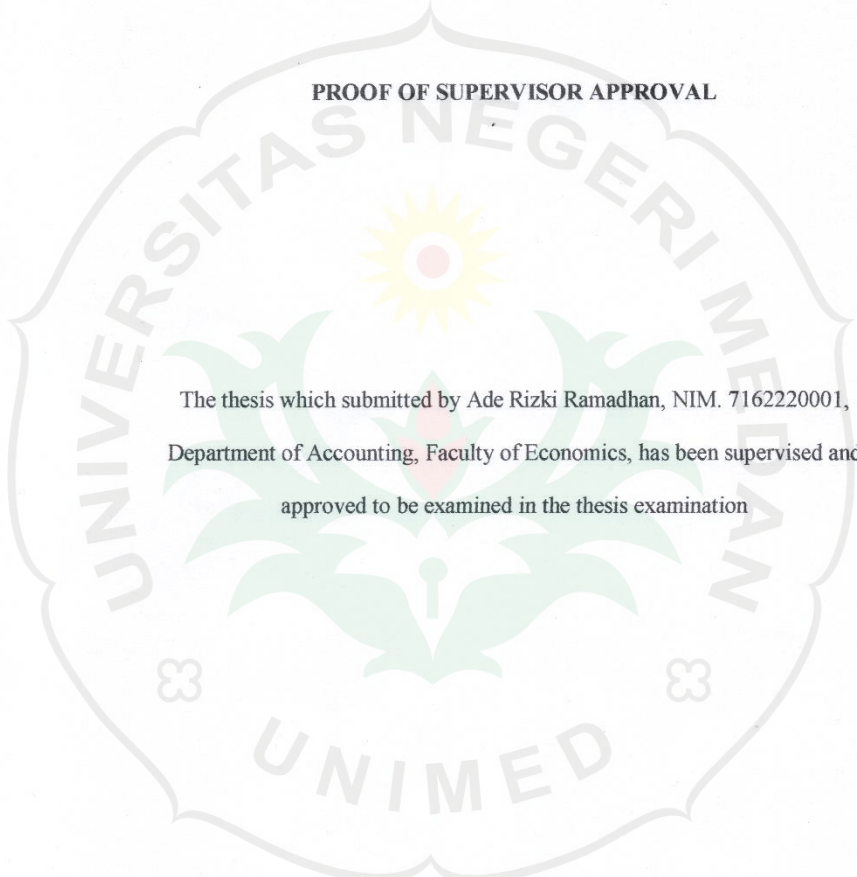 PROOF OF SUPERVISOR APPROVAL
UNIVERSITAS NEGERI MEDAN
The thesis which submitted by Ade Rizki Ramadhan, NIM. 7162220001,
Department of Accounting, Faculty of Economics, has been supervised and
approved to be examined in the thesis examination
UNIMED